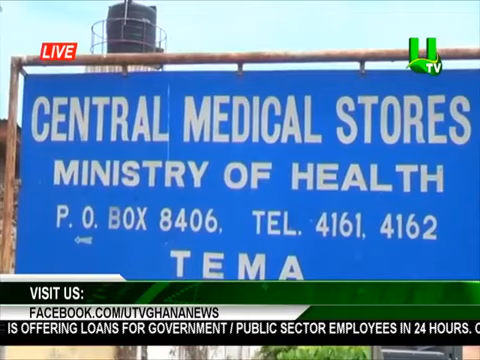 LIVE
U
TV
CENTRAL MEDICAL STORES
MINISTRY OF HEALTH
P. O. BOX 8406, TEL. 4161, 4162
TEMA
VISIT US:
FACEBOOK.COM/UTVGHANANEWS
IS OFFERING LOANS FOR GOVERNMENT / PUBLIC SECTOR EMPLOYEES IN 24 HOURS. C